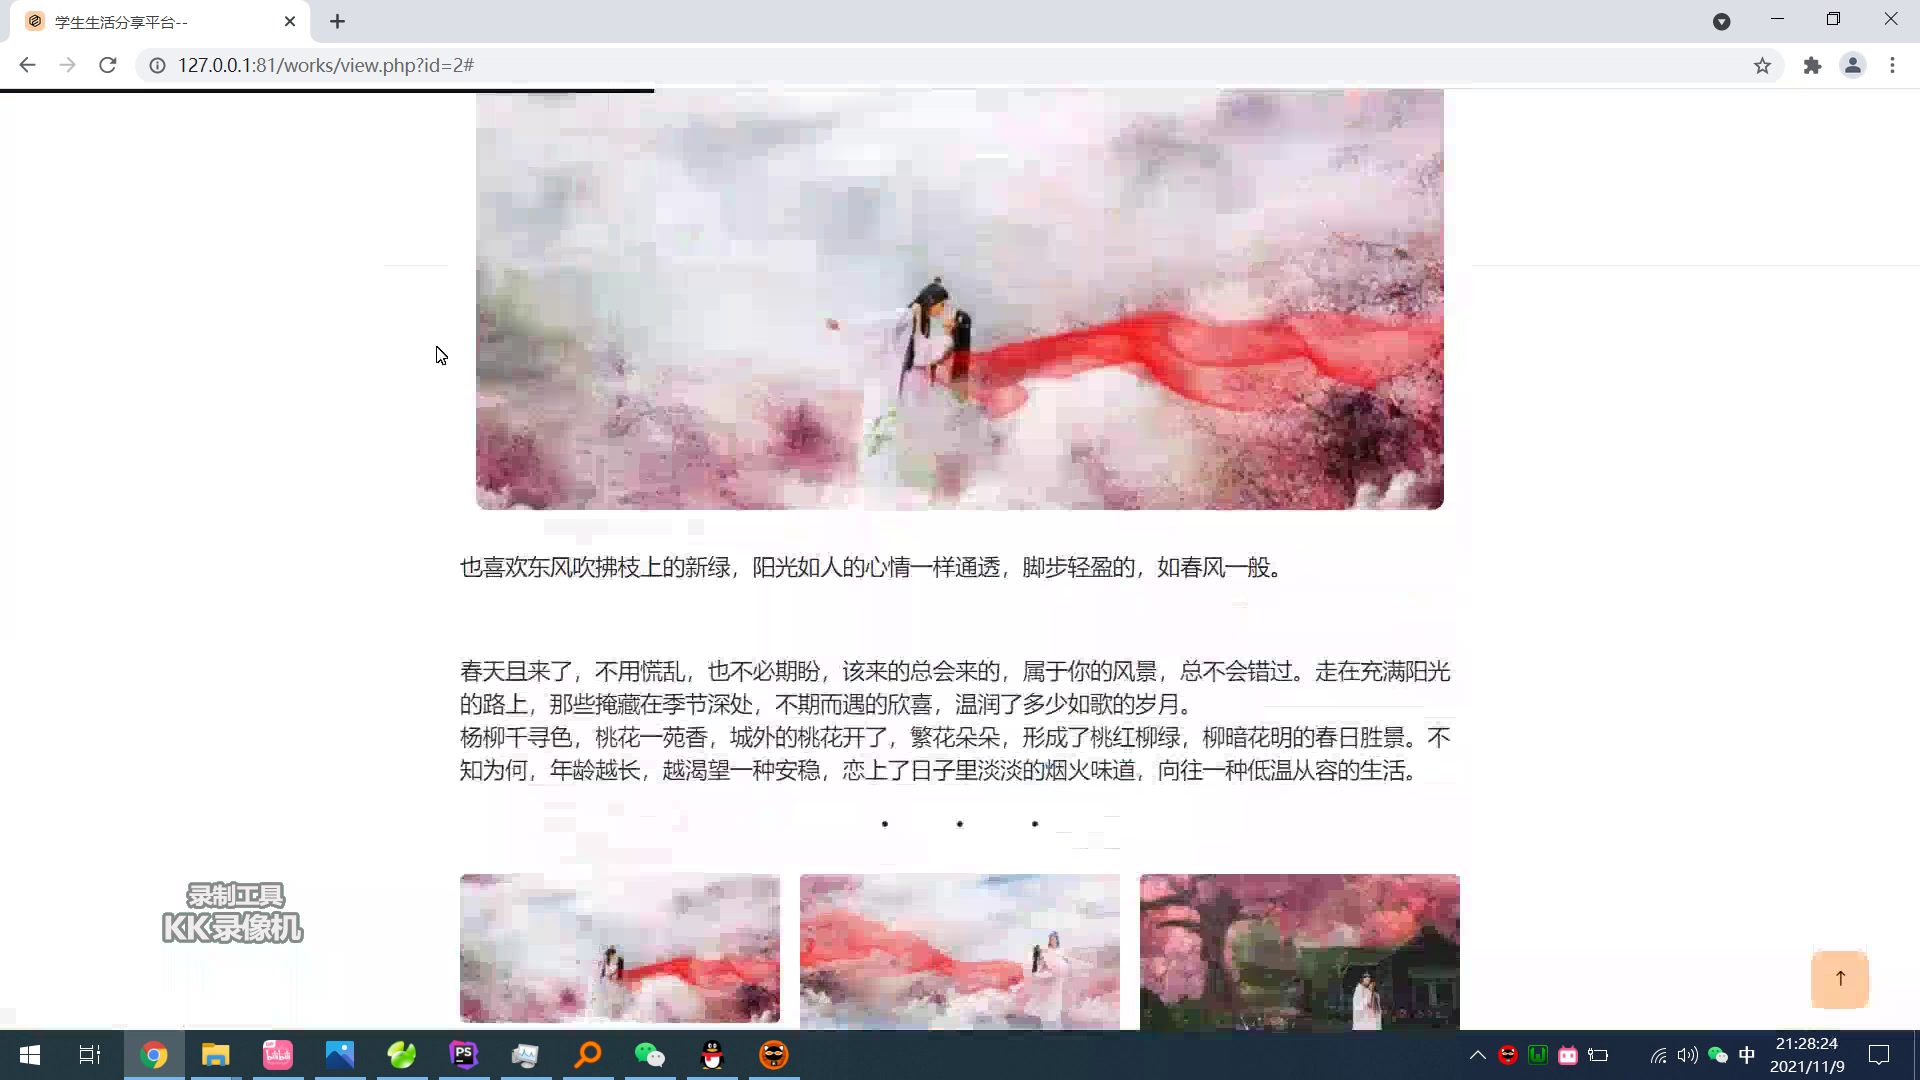 学生生活分享平台--
127.0.0.1:81/works/view.php?id=2#
也喜欢东风吹拂枝上的新绿，阳光如人的心情一样通透，脚步轻盈的，如春风一般。
春天且来了，不用慌乱，也不必期盼，该来的总会来的，属于你的风景，总不会错过。走在充满阳光
的路上，那些掩藏在季节深处，不期而遇的欣喜，温润了多少如歌的岁月。
杨柳千寻色，桃花一苑香，城外的桃花开了，繁花朵朵，形成了桃红柳绿，柳暗花明的春日胜景。不
知为何，年龄越长，越渴望一种安稳，恋上了日子里淡淡的烟火味道，向往一种低温从容的生活。
录制工具
KK录像机
bilibili
PS
中
21:28:24
2021/11/9